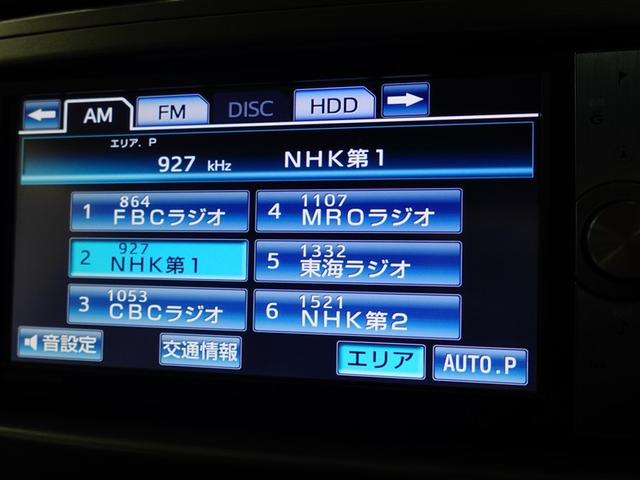 AM FM DISC HDD
エリア. P
927 kHz NHK第1
1 864 FBCラジオ
4 1107 MROラジオ
2 927 NHK第1
5 1332 東海ラジオ
3 1053 CBCラジオ
6 1521 NHK第2
音設定 交通情報 エリア AUTO.P